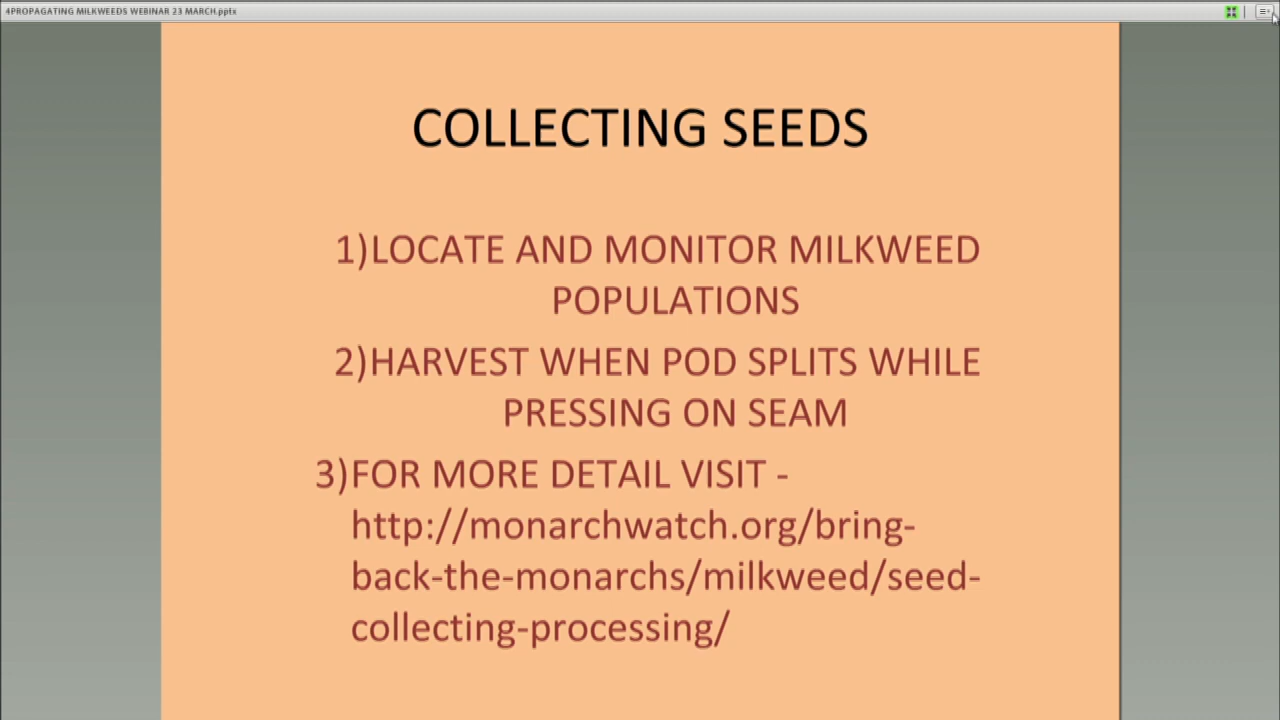 4PROPAGATING MILKWEEDS WEBINAR 23 MARCH.pptx
COLLECTING SEEDS
1)LOCATE AND MONITOR MILKWEED
POPULATIONS
2)HARVEST WHEN POD SPLITS WHILE
PRESSING ON SEAM
3)FOR MORE DETAIL VISIT -
http://monarchwatch.org/bring-
back-the-monarchs/milkweed/seed-
collecting-processing/